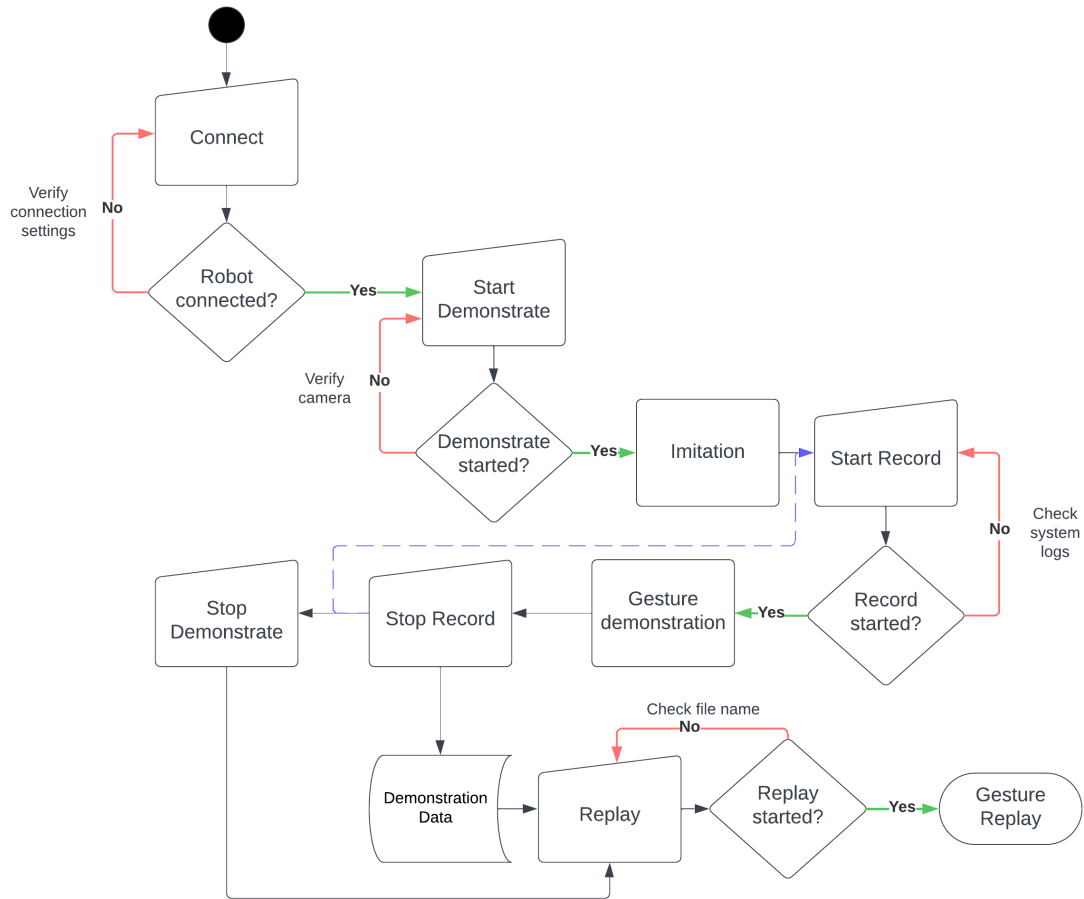 Connect
Verify
connection
settings
No
Robot
connected?
Yes
Start
Demonstrate
Verify
camera
No
Demonstrate
started?
Yes
Imitation
Start Record
No
Check
system
logs
Record
started?
Yes
Gesture
demonstration
Stop Record
Stop
Demonstrate
Demonstration
Data
Replay
Check file name
No
Replay
started?
Yes
Gesture
Replay